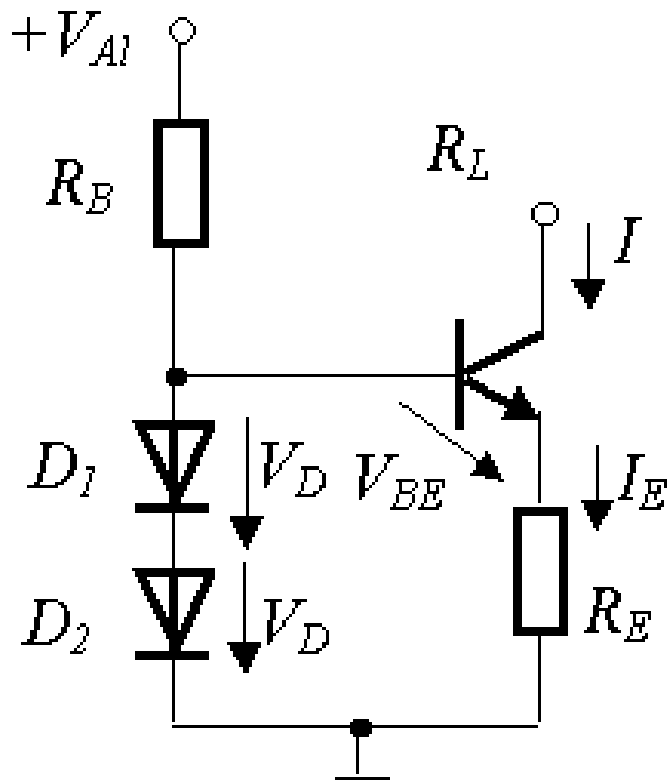 +V_Al
R_B
R_L
I
D_1
V_D
V_BE
I_E
D_2
V_D
R_E